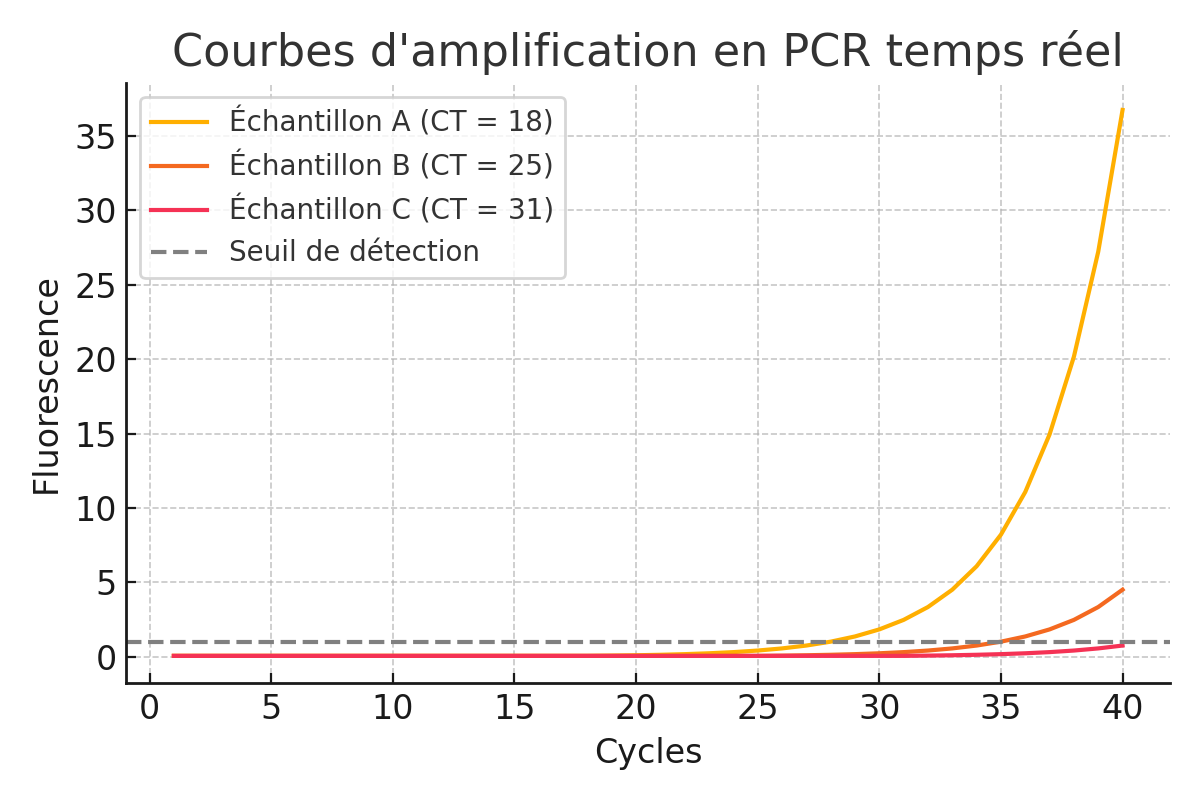 Courbes d'amplification en PCR temps réel
Échantillon A (CT = 18)
Échantillon B (CT = 25)
Échantillon C (CT = 31)
Seuil de détection
Fluorescence
35
30
25
20
15
10
5
0
0 5 10 15 20 25 30 35 40
Cycles